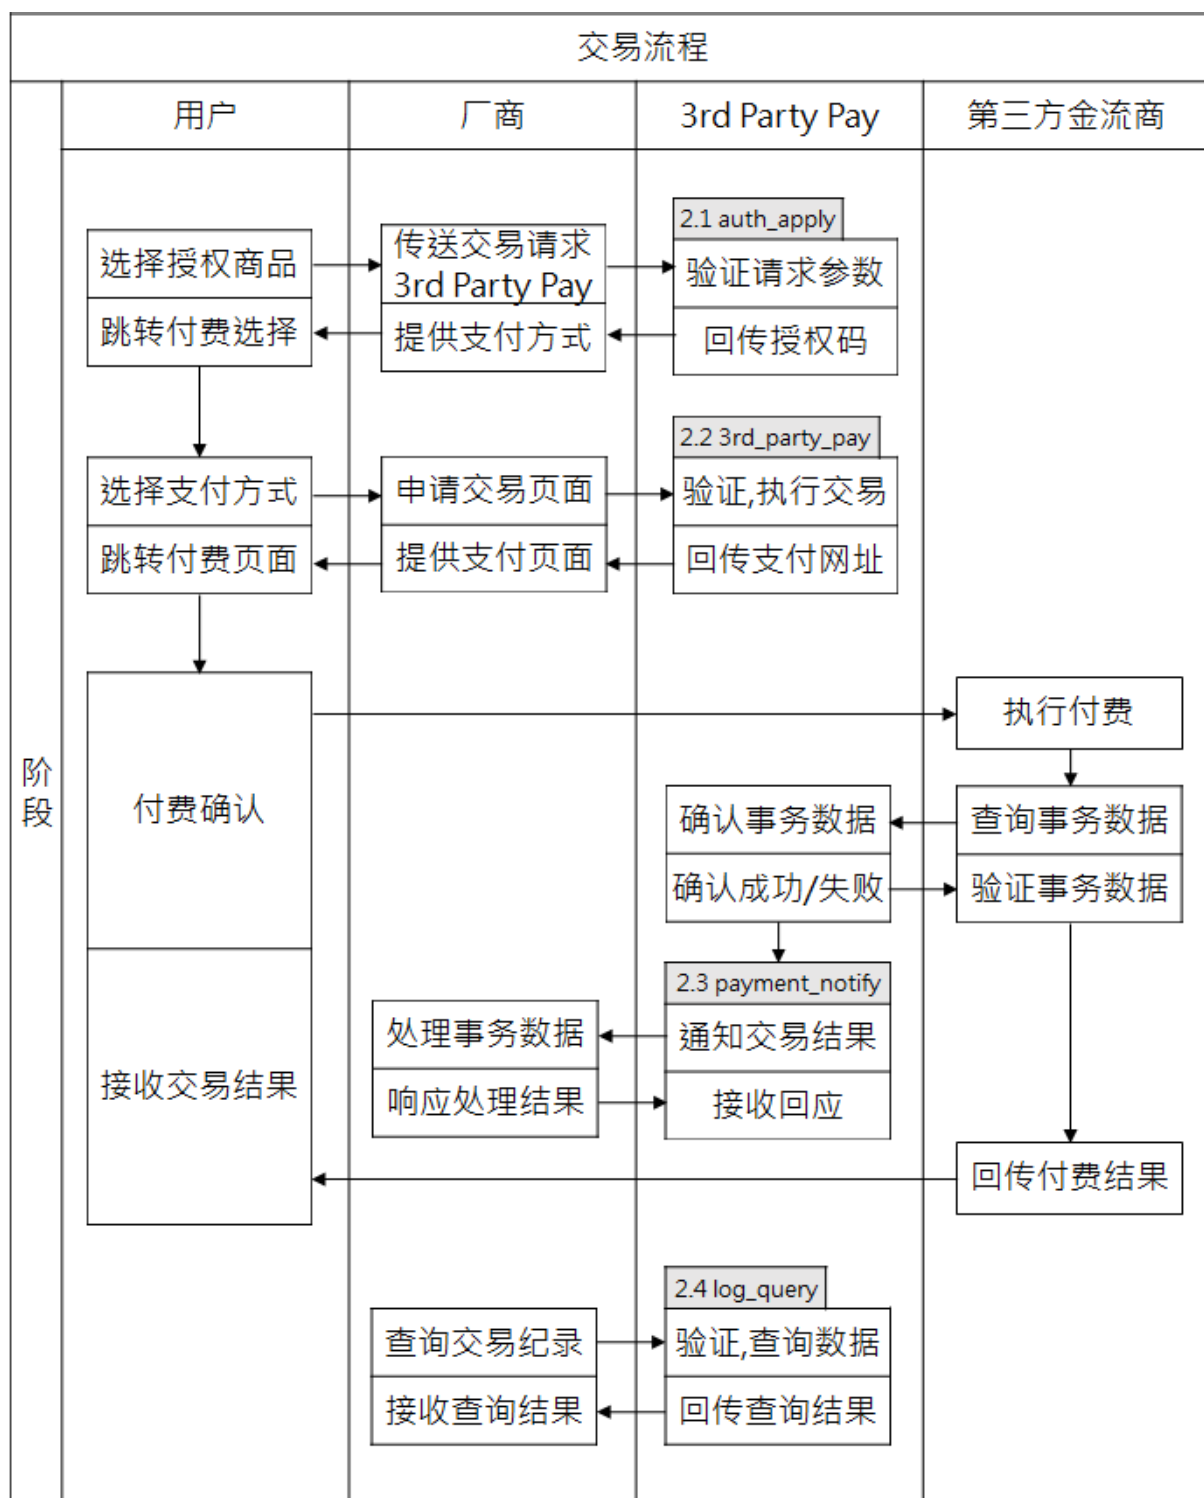 交易流程
用户
厂商
3rd Party Pay
第三方金流商
阶
段
2.1 auth_apply
选择授权商品
传送交易请求
3rd Party Pay
验证请求参数
跳转付费选择
提供支付方式
回传授权码
2.2 3rd_party_pay
选择支付方式
申请交易页面
验证,执行交易
跳转付费页面
提供支付页面
回传支付网址
执行付费
付费确认
确认事务数据
查询事务数据
确认成功/失败
验证事务数据
2.3 payment_notify
处理事务数据
通知交易结果
接收交易结果
响应处理结果
接收回应
回传付费结果
2.4 log_query
查询交易纪录
验证,查询数据
接收查询结果
回传查询结果